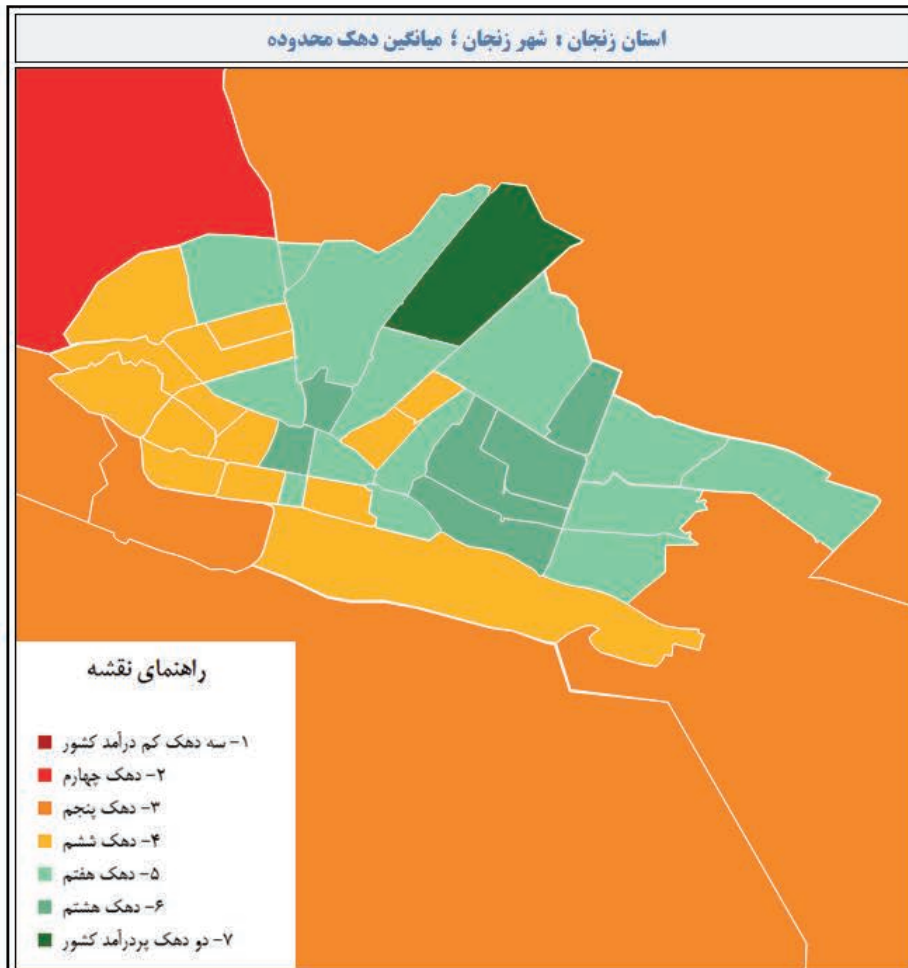 استان زنجان : شهر زنجان ؛ میانگین دهک محدوده
راهنمای نقشه
۱- سه دهک کم درآمد کشور
۲- دهک چهارم
۳- دهک پنجم
۴- دهک ششم
۵- دهک هفتم
۶- دهک هشتم
۷- دو دهک پردرآمد کشور